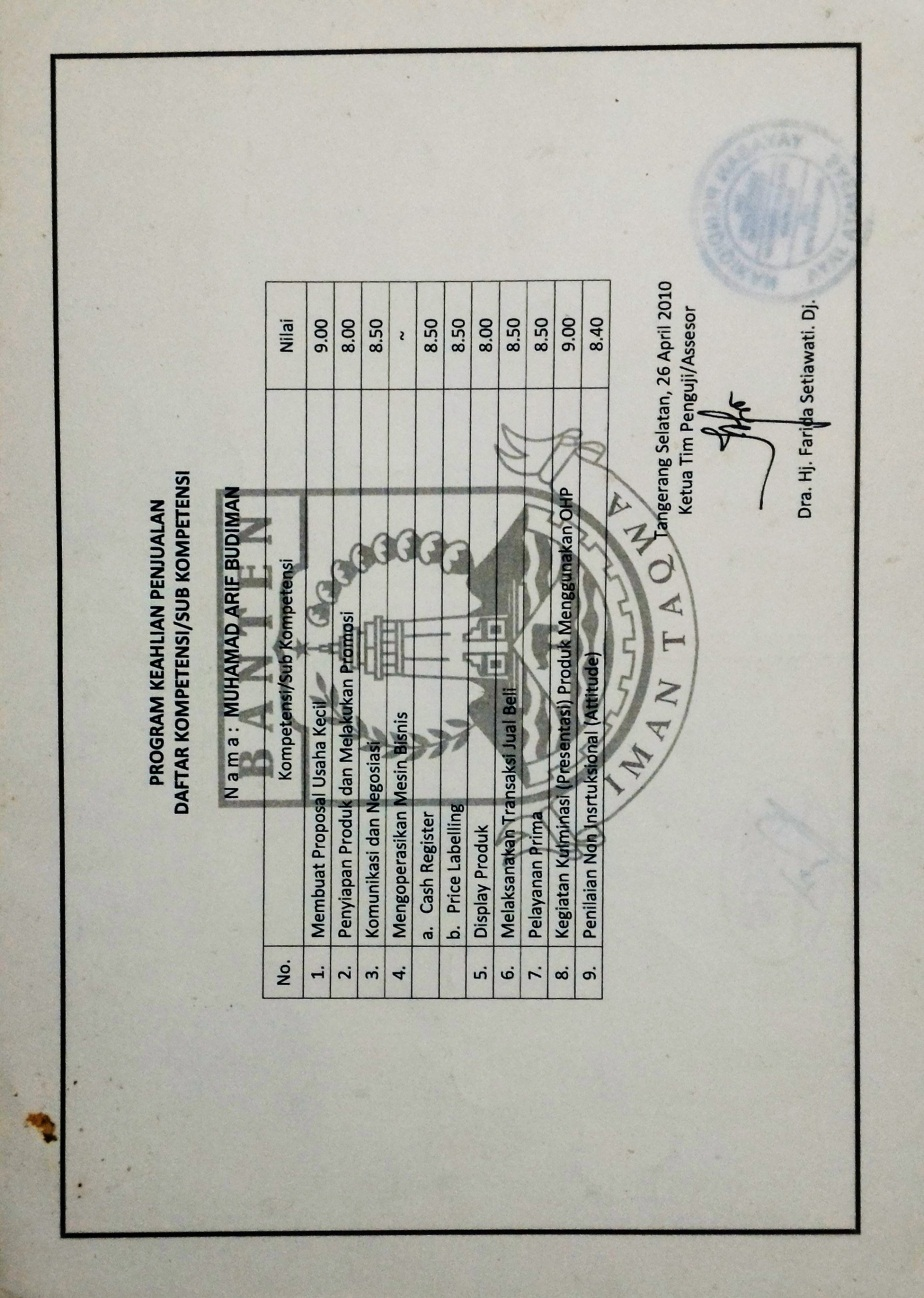 PROGRAM KEAHLIAN PENJUALAN
DAFTAR KOMPETENSI/SUB KOMPETENSI
N a m a : MUHAMAD ARIF BUDIMAN
BANTEN
No. Kompetensi/Sub Kompetensi Nilai
1. Membuat Proposal Usaha Kecil 9.00
2. Penyiapan Produk dan Melakukan Promosi 8.00
3. Komunikasi dan Negosiasi 8.50
4. Mengoperasikan Mesin Bisnis ~
a. Cash Register 8.50
b. Price Labelling 8.50
5. Display Produk 8.00
6. Melaksanakan Transaksi Jual Beli 8.50
7. Pelayanan Prima 8.50
8. Kegiatan Kulminasi (Presentasi) Produk Menggunakan OHP 9.00
9. Penilaian Non Insrtuksional (Attitude) 8.40
IMAN TAQWA
Tangerang Selatan, 26 April 2010
Ketua Tim Penguji/Assesor
Dra. Hj. Farida Setiawati. Dj.
YAYASAN